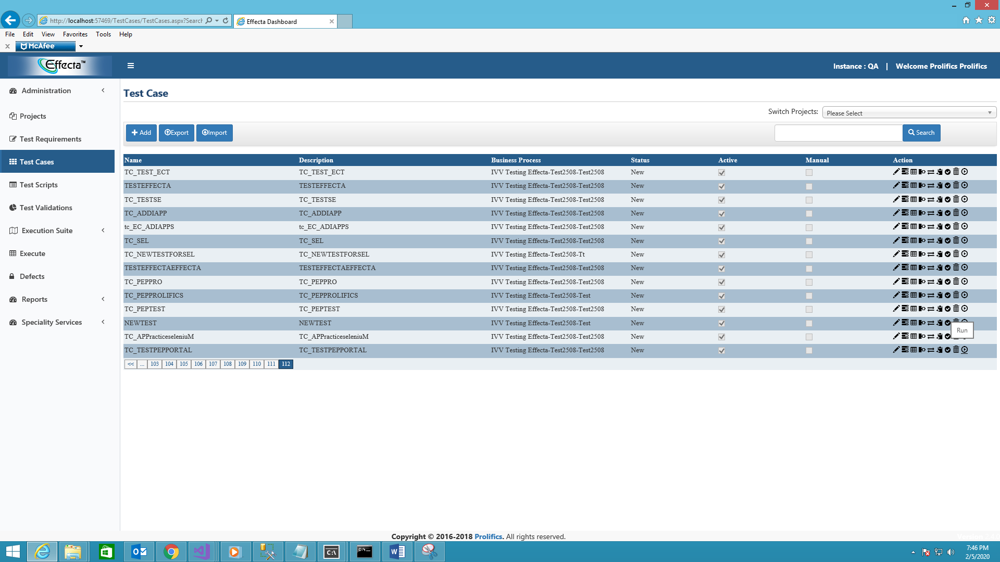 http://localhost:57469/TestCases/TestCases.aspx?Search
Effecta Dashboard
File Edit View Favorites Tools Help
McAfee
Effecta™
Instance : QA | Welcome Prolifics Prolifics
Administration
Projects
Test Requirements
Test Cases
Test Scripts
Test Validations
Execution Suite
Execute
Defects
Reports
Speciality Services
Test Case
Switch Projects: Please Select
Add Export Import Search
Name Description Business Process Status Active Manual Action
TC_TEST_ECT TC_TEST_ECT IVV Testing Effecta-Test2508-Test2508 New
TESTEFFECTA TESTEFFECTA IVV Testing Effecta-Test2508-Test2508 New
TC_TESTSE TC_TESTSE IVV Testing Effecta-Test2508-Test2508 New
TC_ADDIAPP TC_ADDIAPP IVV Testing Effecta-Test2508-Test2508 New
tc_EC_ADIAPPS tc_EC_ADIAPPS IVV Testing Effecta-Test2508-Test2508 New
TC_SEL TC_SEL IVV Testing Effecta-Test2508-Test2508 New
TC_NEWTESTFORSEL TC_NEWTESTFORSEL IVV Testing Effecta-Test2508-Tt New
TESTEFFECTAEFFECTA TESTEFFECTAEFFECTA IVV Testing Effecta-Test2508-Test2508 New
TC_PEPPRO TC_PEPPRO IVV Testing Effecta-Test2508-Test2508 New
TC_PEPPROLIFICS TC_PEPPROLIFICS IVV Testing Effecta-Test2508-Test New
TC_PEPTEST TC_PEPTEST IVV Testing Effecta-Test2508-Test2508 New
NEWTEST NEWTEST IVV Testing Effecta-Test2508-Test New
Run
TC_APPracticeseleniuM TC_APPracticeseleniuM IVV Testing Effecta-Test2508-Test2508 New
TC_TESTPEPPORTAL TC_TESTPEPPORTAL IVV Testing Effecta-Test2508-Test2508 New
<< ... 103 104 105 106 107 108 109 110 111 112
Copyright © 2016-2018 Prolifics. All rights reserved.
7:46 PM
2/5/2020